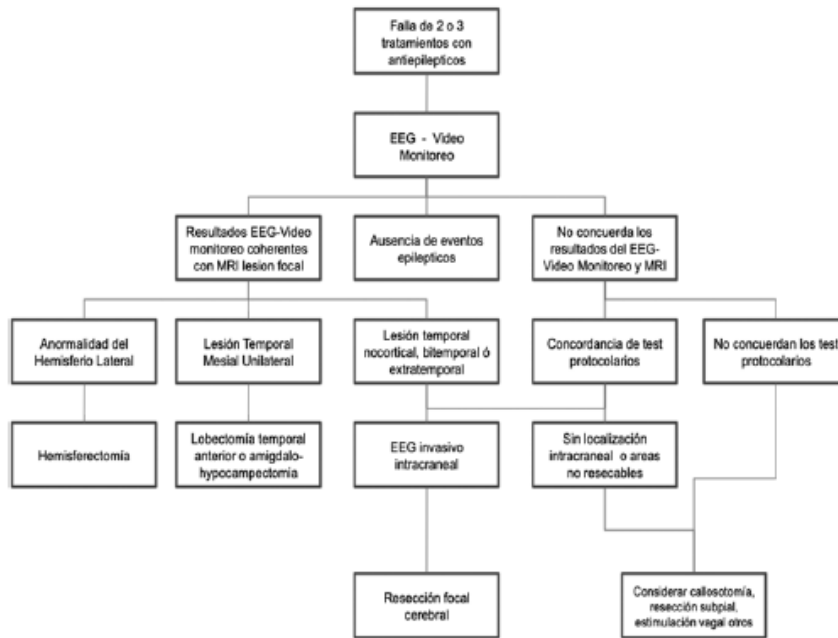 Falla de 2 o 3
tratamientos con
antiepilepticos
EEG - Video
Monitoreo
Resultados EEG-Video
monitoreo coherentes
con MRI lesion focal
Ausencia de eventos
epilepticos
No concuerda los
resultados del EEG-
Video Monitoreo y MRI
Anormalidad del
Hemisferio Lateral
Lesión Temporal
Mesial Unilateral
Lesión temporal
nocortical, bitemporal ó
extratemporal
Concordancia de test
protocolarios
No concuerdan los test
protocolarios
Hemisferectomía
Lobectomía temporal
anterior o amigdalo-
hypocampectomia
EEG invasivo
intracraneal
Sin localización
intracraneal o areas
no resecables
Resección focal
cerebral
Considerar callosotomía,
resección subpial,
estimulación vagal otros